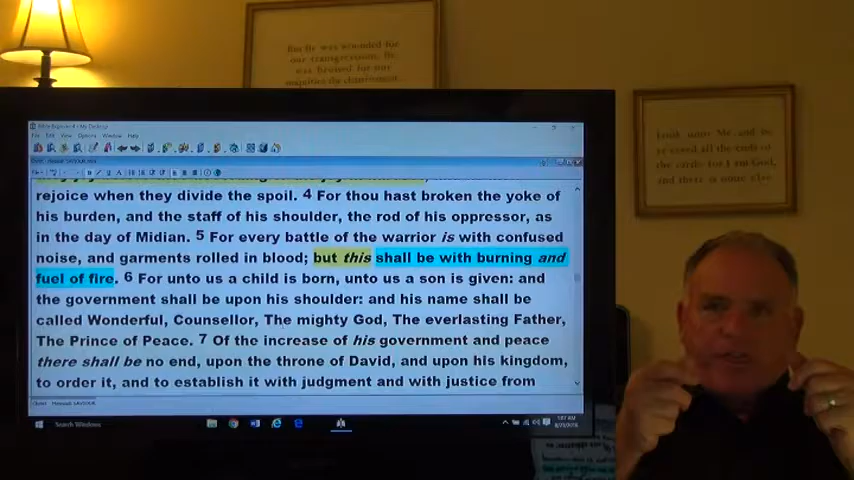 But He was wounded for
our transgressions, He
was bruised for our
iniquities
Look unto Me and be
ye saved all the ends of
the earth: for I am God,
and there is none else
Window Help
rejoice when they divide the spoil. 4 For thou hast broken the yoke of
his burden, and the staff of his shoulder, the rod of his oppressor, as
in the day of Midian. 5 For every battle of the warrior is with confused
noise, and garments rolled in blood; but this shall be with burning and
fuel of fire. 6 For unto us a child is born, unto us a son is given: and
the government shall be upon his shoulder: and his name shall be
called Wonderful, Counsellor, The mighty God, The everlasting Father,
The Prince of Peace. 7 Of the increase of his government and peace
there shall be no end, upon the throne of David, and upon his kingdom,
to order it, and to establish it with judgment and with justice from
Search Windows